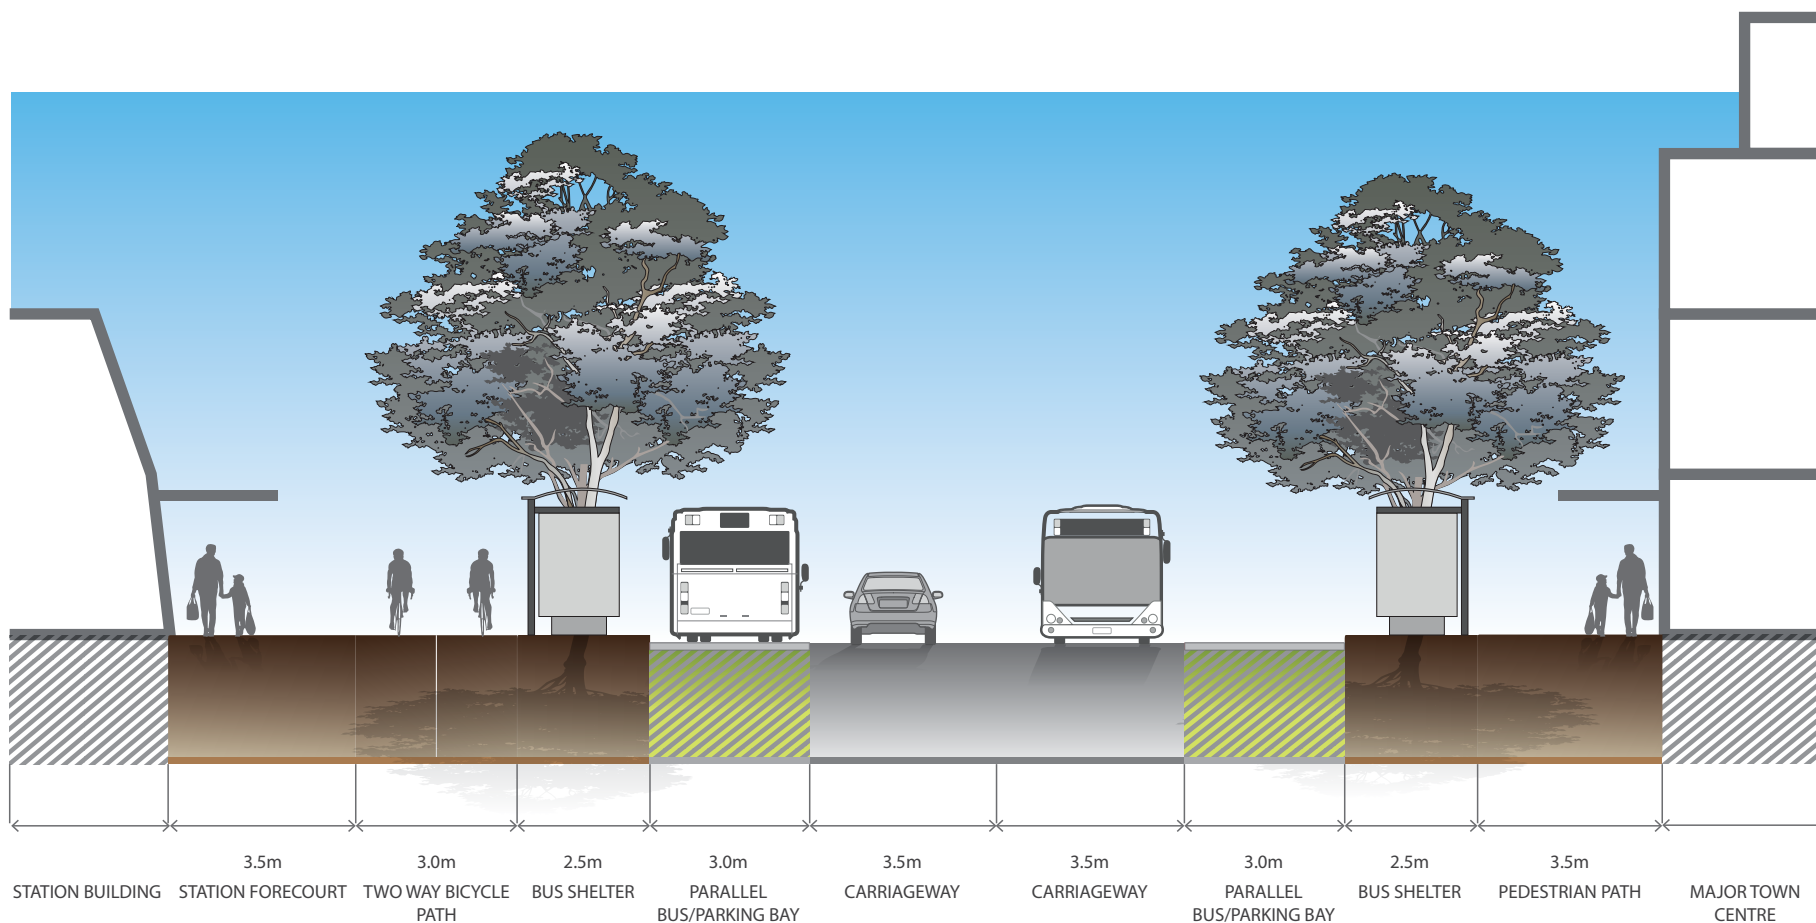 3.5m 3.0m 2.5m 3.0m 3.5m 3.5m 3.0m 2.5m 3.5m
STATION BUILDING STATION FORECOURT TWO WAY BICYCLE BUS SHELTER PARALLEL CARRIAGEWAY CARRIAGEWAY PARALLEL BUS SHELTER PEDESTRIAN PATH MAJOR TOWN
PATH BUS/PARKING BAY BUS/PARKING BAY CENTRE